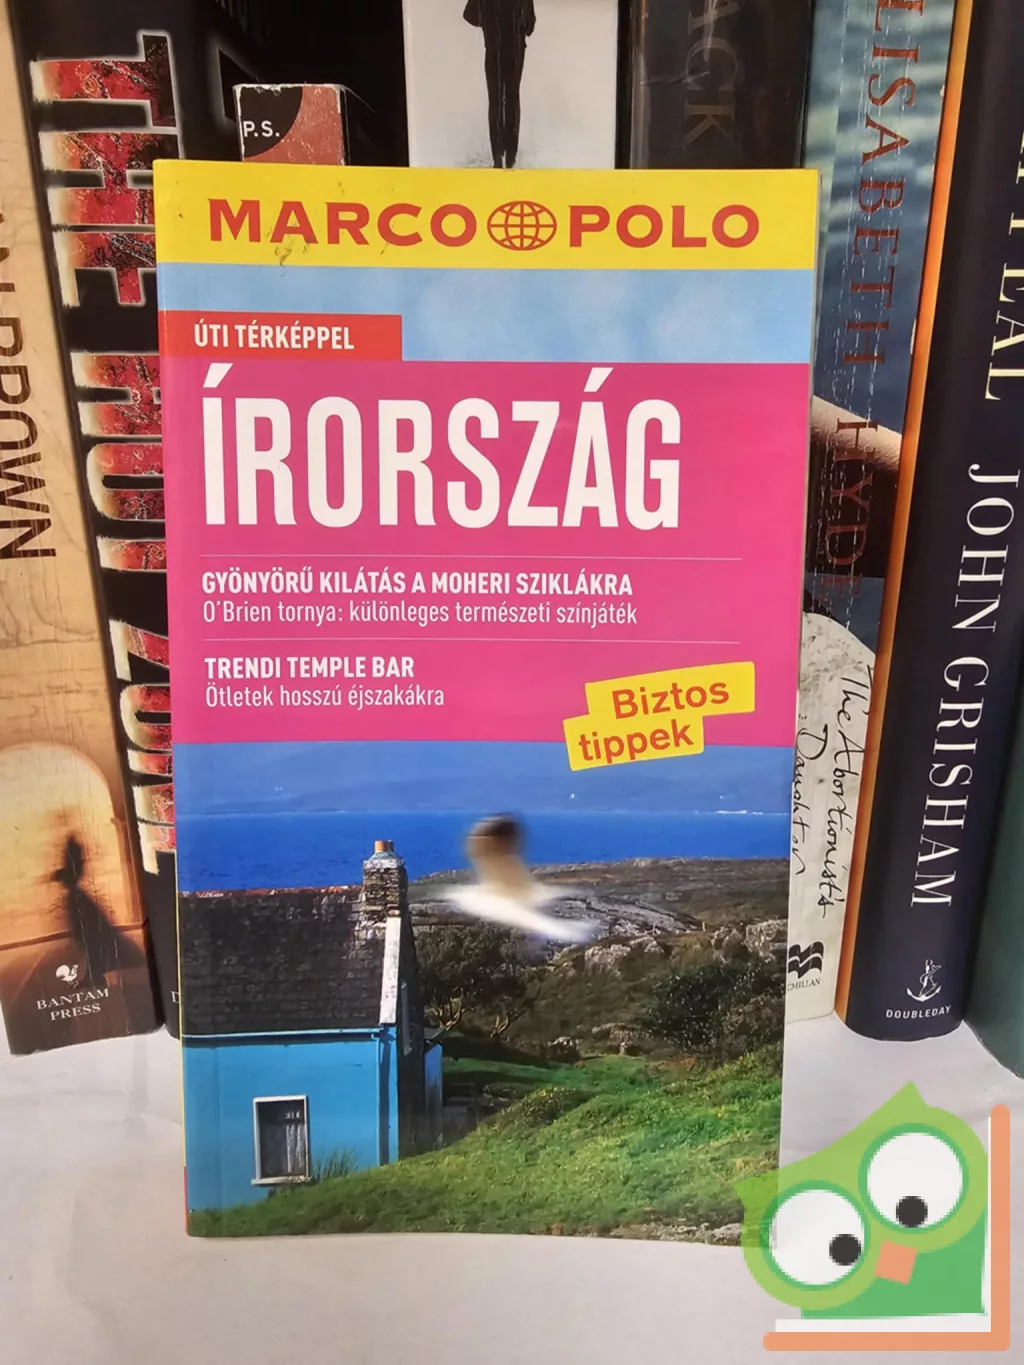 MARCO POLO
ÚTI TÉRKÉPPEL
ÍRORSZÁG
GYÖNYÖRŰ KILÁTÁS A MOHERI SZIKLÁKRA
O'Brien tornya: különleges természeti színjáték
TRENDI TEMPLE BAR
Ötletek hosszú éjszakákra
Biztos
tippek
THE HOT ZONE
P.S.
BANTAM
PRESS
ELISABETH HYDE
The Abortionist's
Daughter
JOHN GRISHAM
DOUBLEDAY